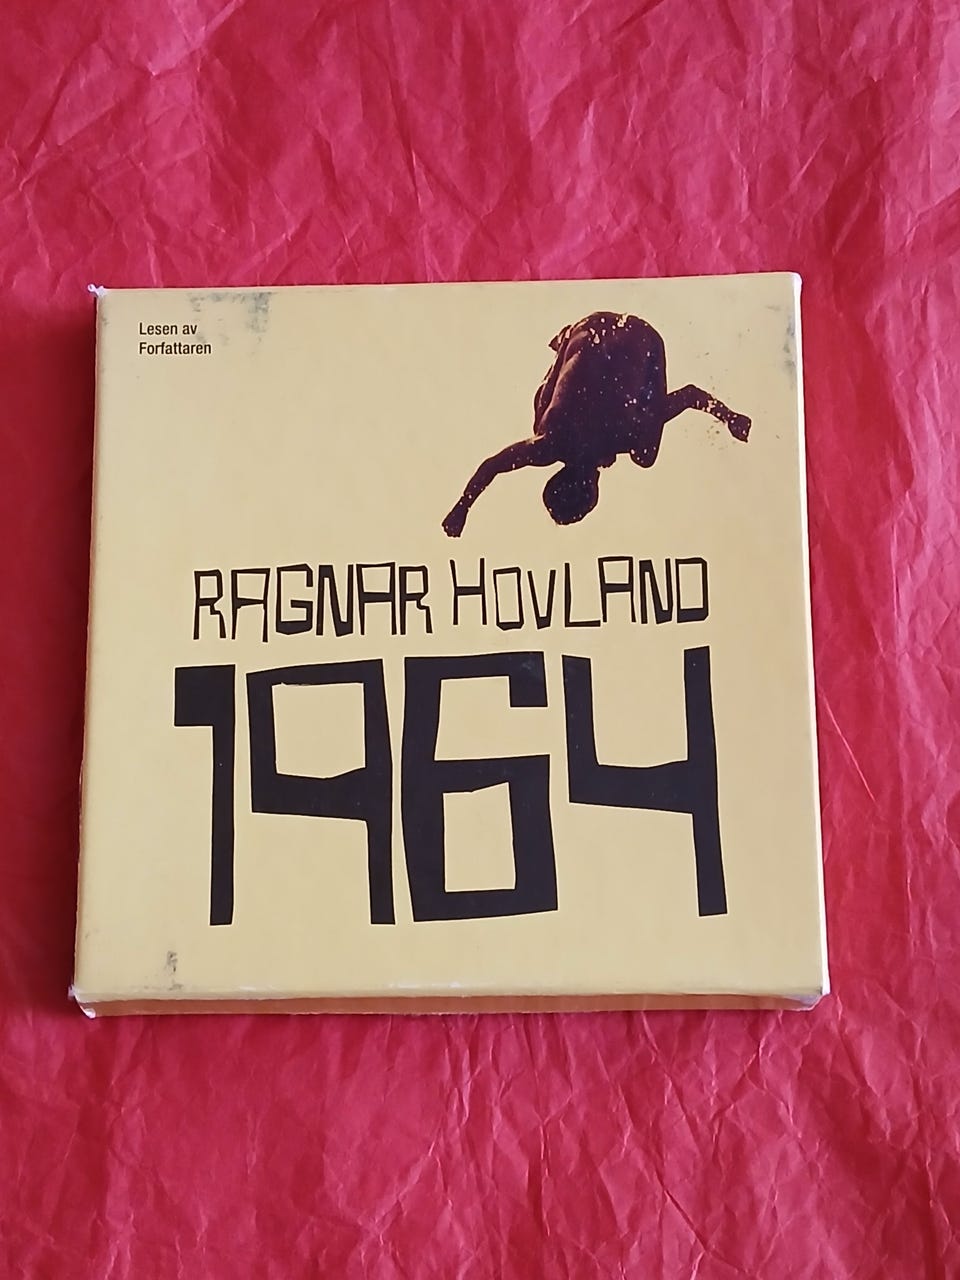 Lesen av
Forfattaren
RAGNAR HOVLAND
1964